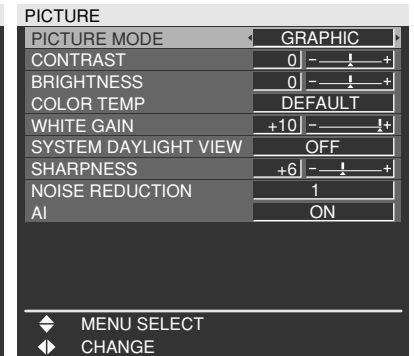 PICTURE
PICTURE MODE GRAPHIC
CONTRAST 0 - +
BRIGHTNESS 0 - +
COLOR TEMP DEFAULT
WHITE GAIN +10 - +
SYSTEM DAYLIGHT VIEW OFF
SHARPNESS +6 - +
NOISE REDUCTION 1
AI ON
MENU SELECT
CHANGE